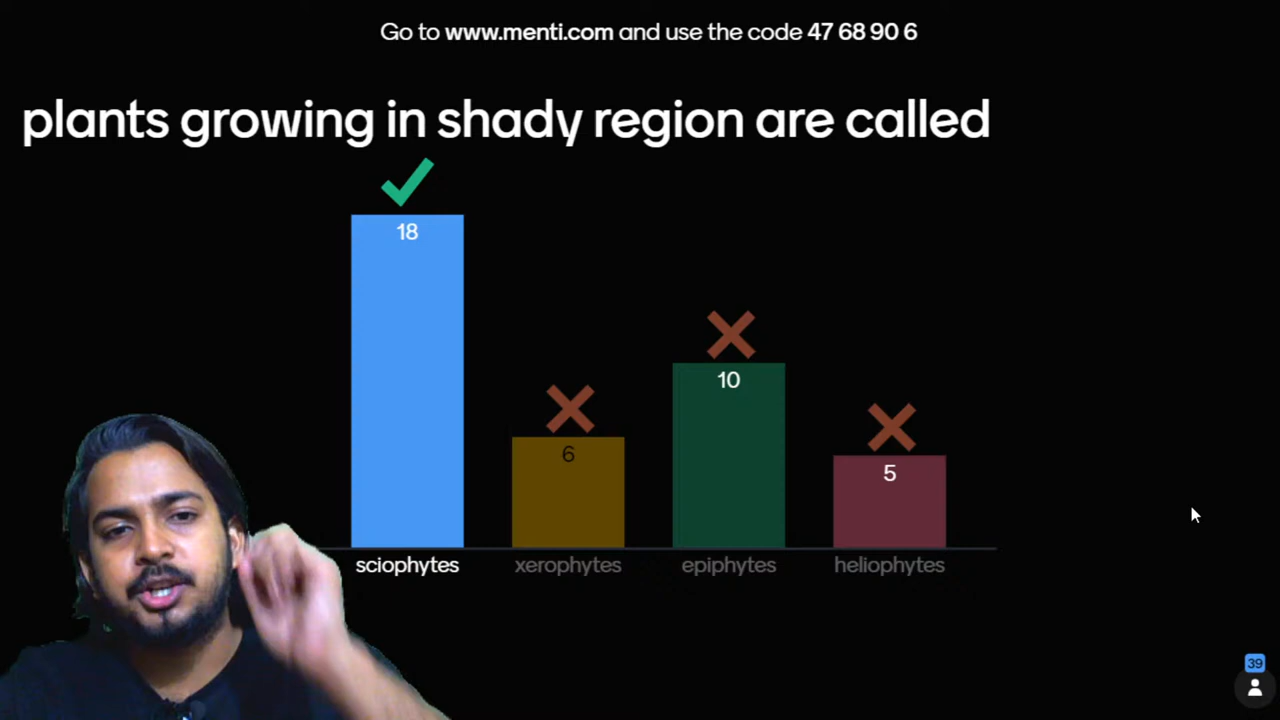 Go to www.menti.com and use the code 47 68 90 6
plants growing in shady region are called
18
6
10
5
sciophytes
xerophytes
epiphytes
heliophytes
39